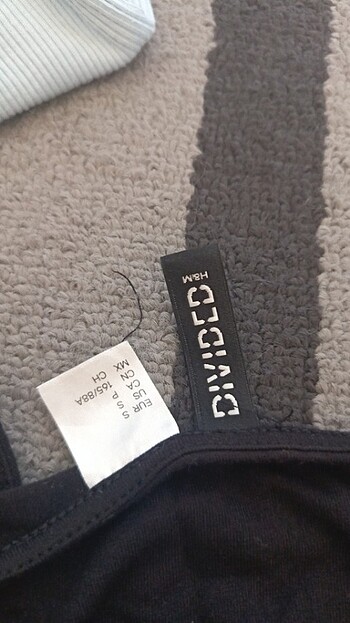 DIVIDED
H&M
EUR S
US S
CA P
CN 165/88A
MX CH